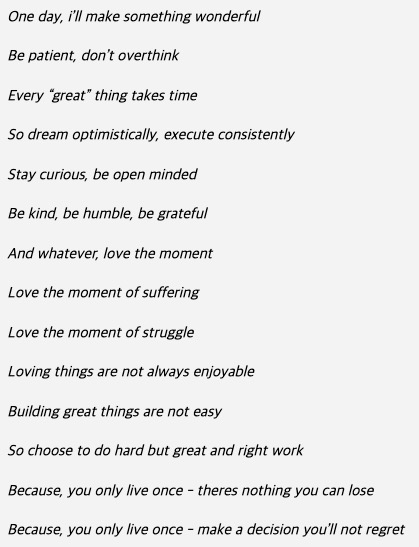 One day, i'll make something wonderful
Be patient, don't overthink
Every “great” thing takes time
So dream optimistically, execute consistently
Stay curious, be open minded
Be kind, be humble, be grateful
And whatever, love the moment
Love the moment of suffering
Love the moment of struggle
Loving things are not always enjoyable
Building great things are not easy
So choose to do hard but great and right work
Because, you only live once – theres nothing you can lose
Because, you only live once – make a decision you'll not regret